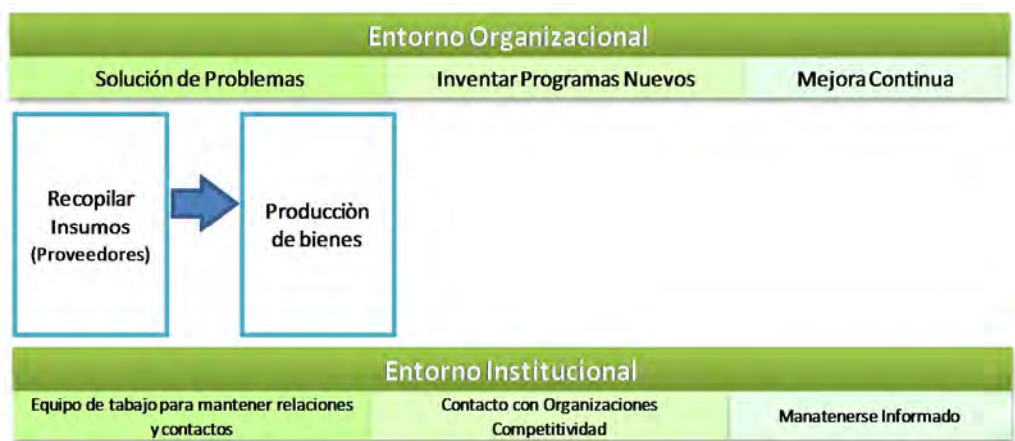 Entorno Organizacional
Solución de Problemas
Inventar Programas Nuevos
Mejora Continua
Recopilar
Insumos
(Proveedores)
Producciòn
de bienes
Entorno Institucional
Equipo de tabajo para mantener relaciones
y contactos
Contacto con Organizaciones
Competitividad
Manatenerse Informado